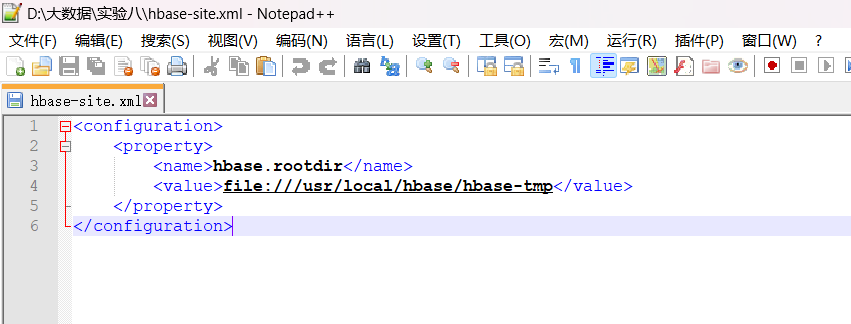 D:\大数据\实验八\hbase-site.xml - Notepad++
文件(F) 编辑(E) 搜索(S) 视图(V) 编码(N) 语言(L) 设置(T) 工具(O) 宏(M) 运行(R) 插件(P) 窗口(W) ?
hbase-site.xml
1 <configuration>
2 <property>
3 <name>hbase.rootdir</name>
4 <value>file:///usr/local/hbase/hbase-tmp</value>
5 </property>
6 </configuration>